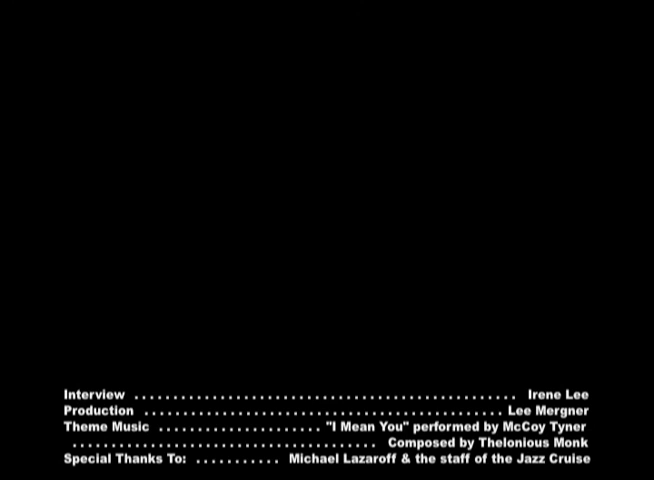 Interview ................................................ Irene Lee
Production ............................................. Lee Mergner
Theme Music ..................... "I Mean You" performed by McCoy Tyner
....................................... Composed by Thelonious Monk
Special Thanks To: ........... Michael Lazaroff & the staff of the Jazz Cruise